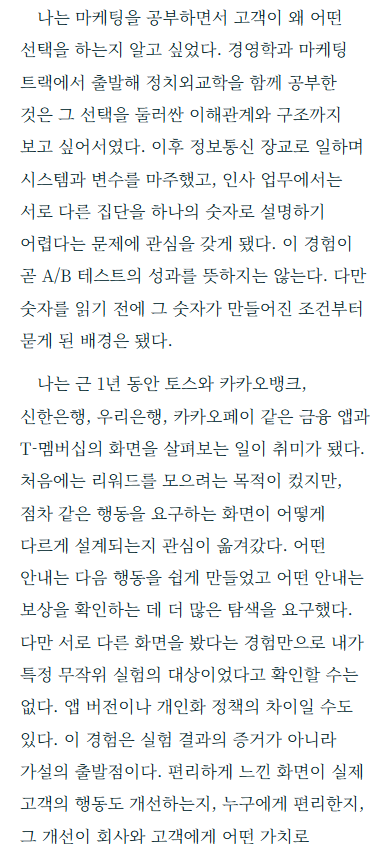 나는 마케팅을 공부하면서 고객이 왜 어떤
선택을 하는지 알고 싶었다. 경영학과 마케팅
트랙에서 출발해 정치외교학을 함께 공부한
것은 그 선택을 둘러싼 이해관계와 구조까지
보고 싶어서였다. 이후 정보통신 장교로 일하며
시스템과 변수를 마주했고, 인사 업무에서는
서로 다른 집단을 하나의 숫자로 설명하기
어렵다는 문제에 관심을 갖게 됐다. 이 경험이
곧 A/B 테스트의 성과를 뜻하지는 않는다. 다만
숫자를 읽기 전에 그 숫자가 만들어진 조건부터
묻게 된 배경은 됐다.
나는 근 1년 동안 토스와 카카오뱅크,
신한은행, 우리은행, 카카오페이 같은 금융 앱과
T-멤버십의 화면을 살펴보는 일이 취미가 됐다.
처음에는 리워드를 모으려는 목적이 컸지만,
점차 같은 행동을 요구하는 화면이 어떻게
다르게 설계되는지 관심이 옮겨갔다. 어떤
안내는 다음 행동을 쉽게 만들었고 어떤 안내는
보상을 확인하는 데 더 많은 탐색을 요구했다.
다만 서로 다른 화면을 봤다는 경험만으로 내가
특정 무작위 실험의 대상이었다고 확인할 수는
없다. 앱 버전이나 개인화 정책의 차이일 수도
있다. 이 경험은 실험 결과의 증거가 아니라
가설의 출발점이다. 편리하게 느낀 화면이 실제
고객의 행동도 개선하는지, 누구에게 편리한지,
그 개선이 회사와 고객에게 어떤 가치로